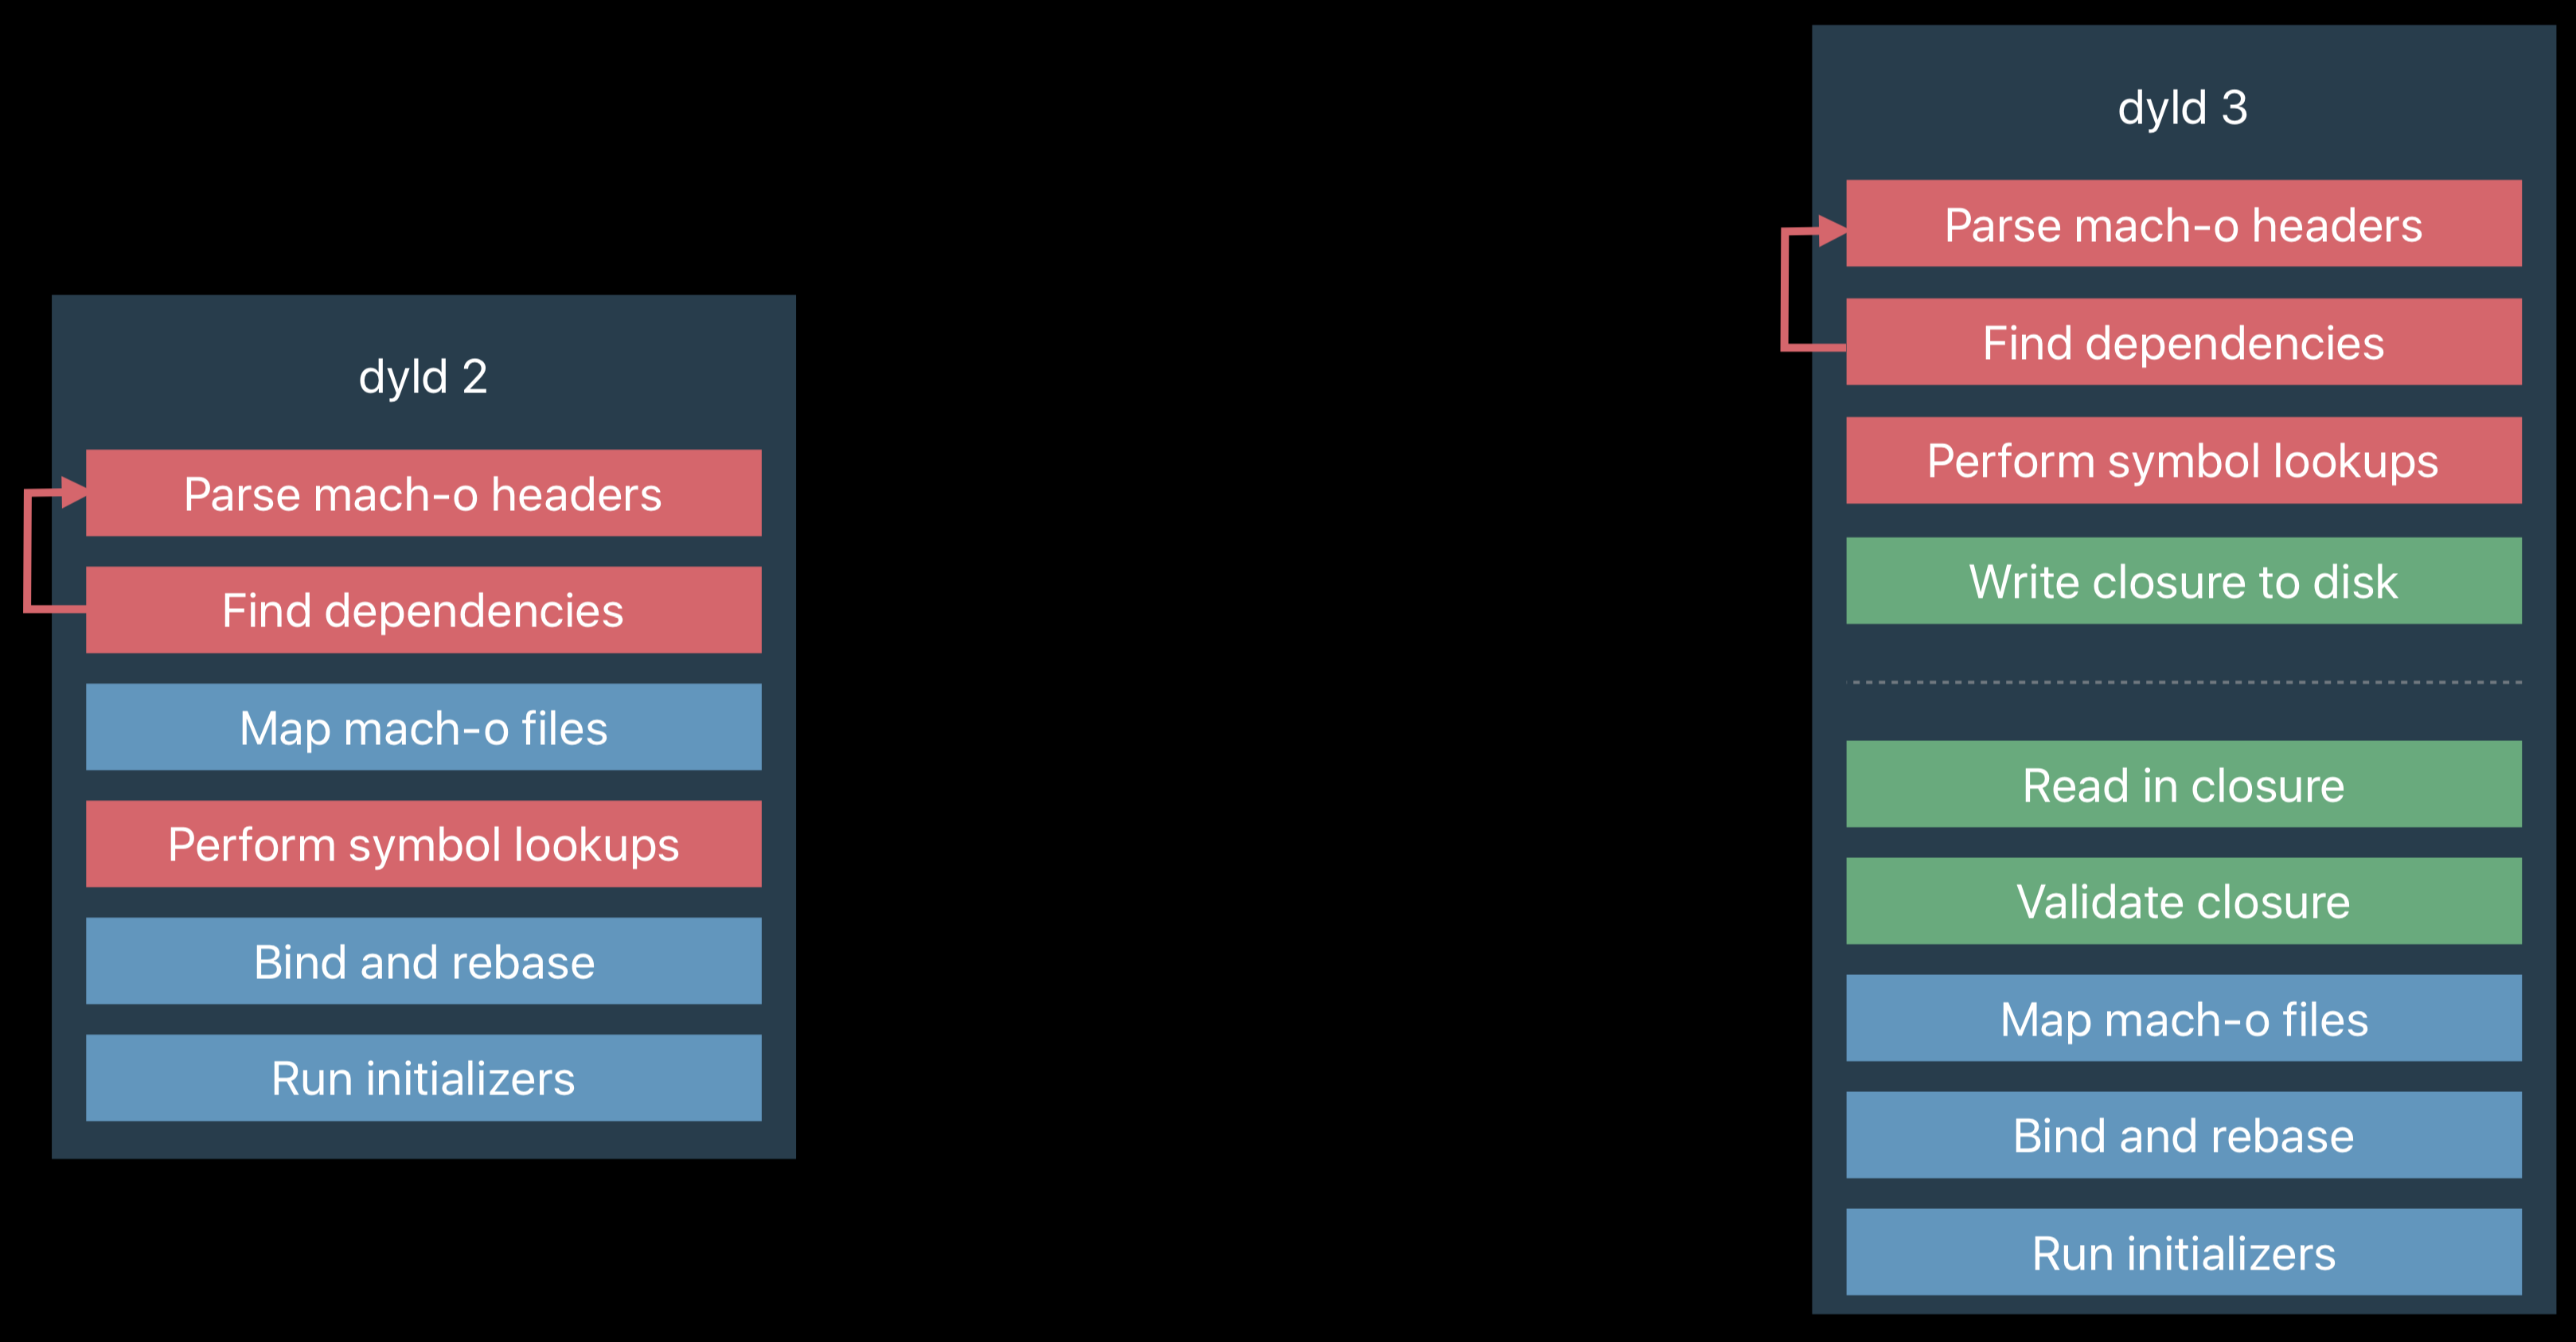 dyld 2
Parse mach-o headers
Find dependencies
Map mach-o files
Perform symbol lookups
Bind and rebase
Run initializers
dyld 3
Parse mach-o headers
Find dependencies
Perform symbol lookups
Write closure to disk
Read in closure
Validate closure
Map mach-o files
Bind and rebase
Run initializers